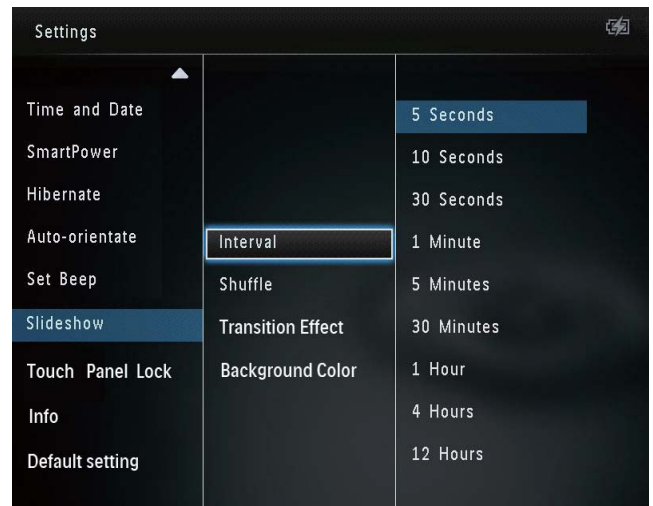 Settings
Time and Date
SmartPower
Hibernate
Auto-orientate
Set Beep
Slideshow
Touch Panel Lock
Info
Default setting
Interval
Shuffle
Transition Effect
Background Color
5 Seconds
10 Seconds
30 Seconds
1 Minute
5 Minutes
30 Minutes
1 Hour
4 Hours
12 Hours